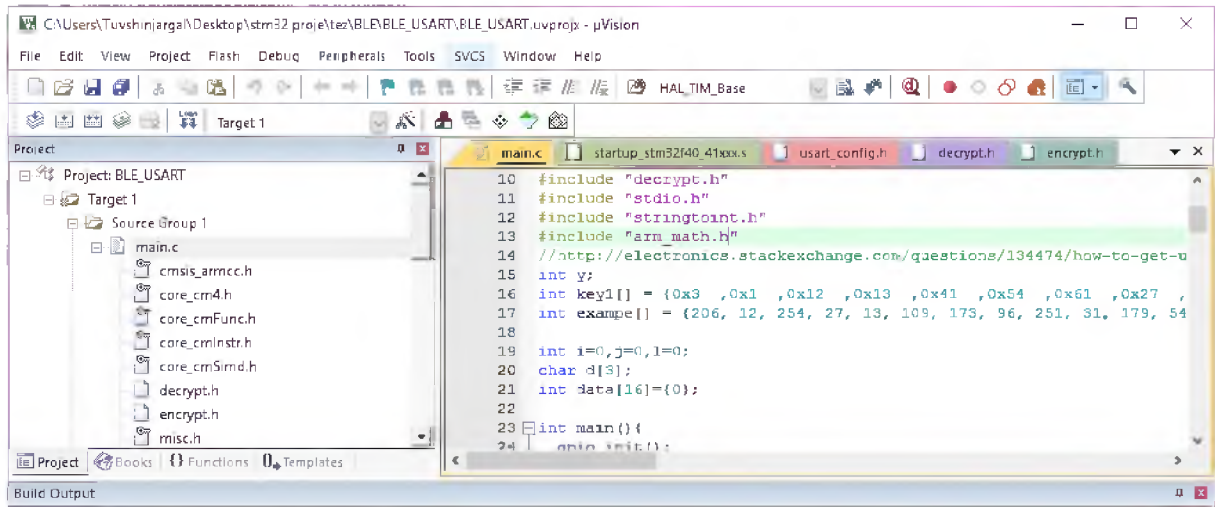 C:\Users\Tuvshinjargal\Desktop\stm32 proje\tez\BLE\BLE_USART\BLE_USART.uvprojx - µVision
File Edit View Project Flash Debug Peripherals Tools SVCS Window Help
HAL_TIM_Base
Target 1
Project
Project: BLE_USART
Target 1
Source Group 1
main.c
cmsis_armcc.h
core_cm4.h
core_cmFunc.h
core_cmInstr.h
core_cmSimd.h
decrypt.h
encrypt.h
misc.h
Project Books {} Functions Templates
main.c startup_stm32f40_41xxx.s usart_config.h decrypt.h encrypt.h
10 #include "decrypt.h"
11 #include "stdio.h"
12 #include "stringtoint.h"
13 #include "arm_math.h"
14 //http://electronics.stackexchange.com/questions/134474/how-to-get-u
15 int y;
16 int key1[] = {0x3 ,0x1 ,0x12 ,0x13 ,0x41 ,0x54 ,0x61 ,0x27 ,
17 int exampe[] = {206, 12, 254, 27, 13, 109, 173, 96, 251, 31, 179, 54
18
19 int i=0,j=0,l=0;
20 char d[3];
21 int data[16]={0};
22
23 int main(){
24 gpio_init();
Build Output